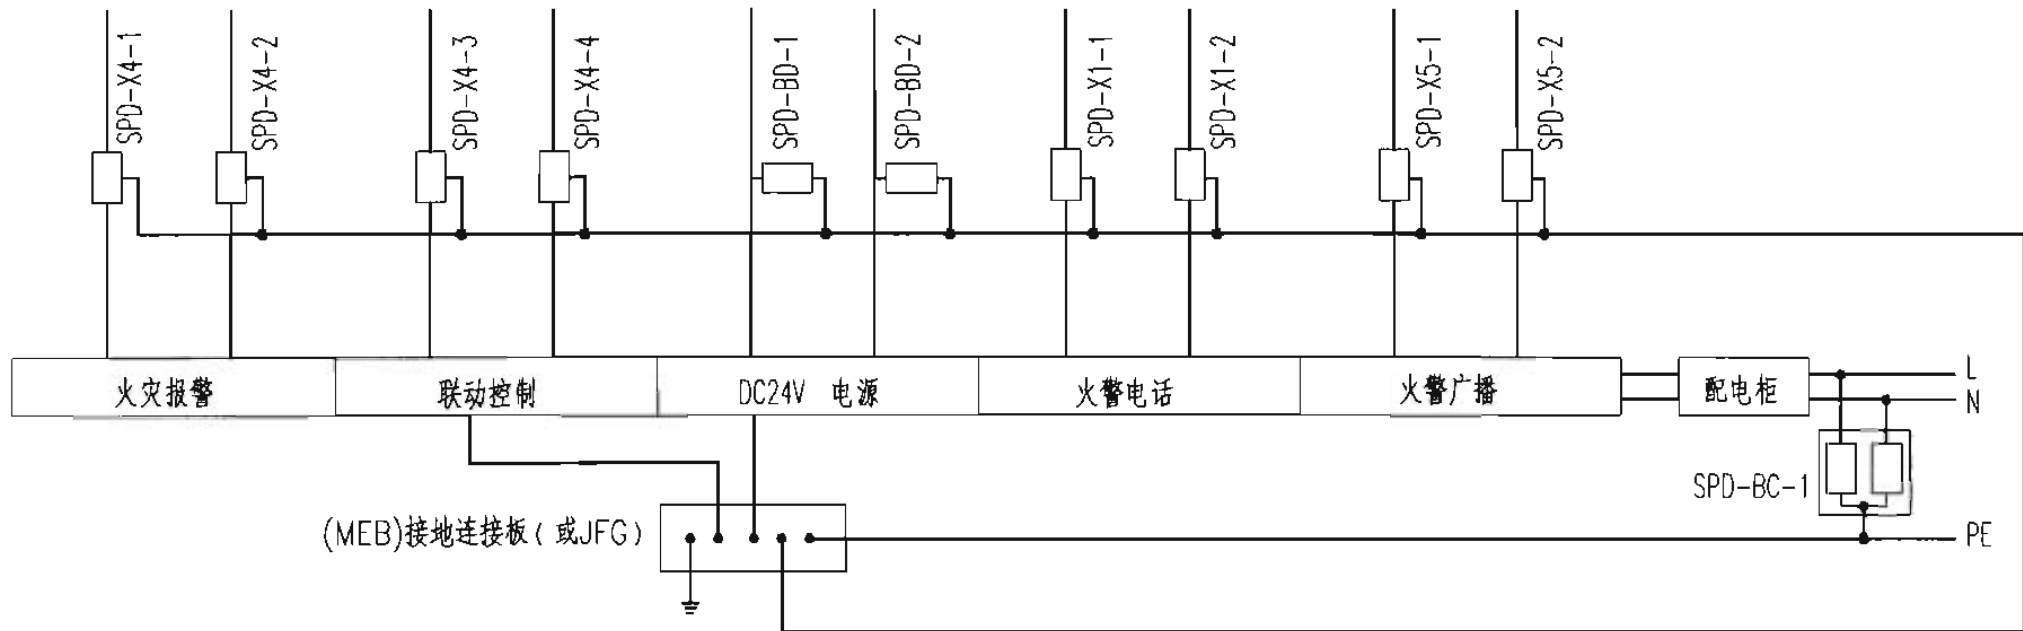 SPD-X4-1
SPD-X4-2
SPD-X4-3
SPD-X4-4
SPD-BD-1
SPD-BD-2
SPD-X1-1
SPD-X1-2
SPD-X5-1
SPD-X5-2
火灾报警
联动控制
DC24V 电源
火警电话
火警广播
配电柜
L
N
SPD-BC-1
(MEB)接地连接板(或JFG)
PE